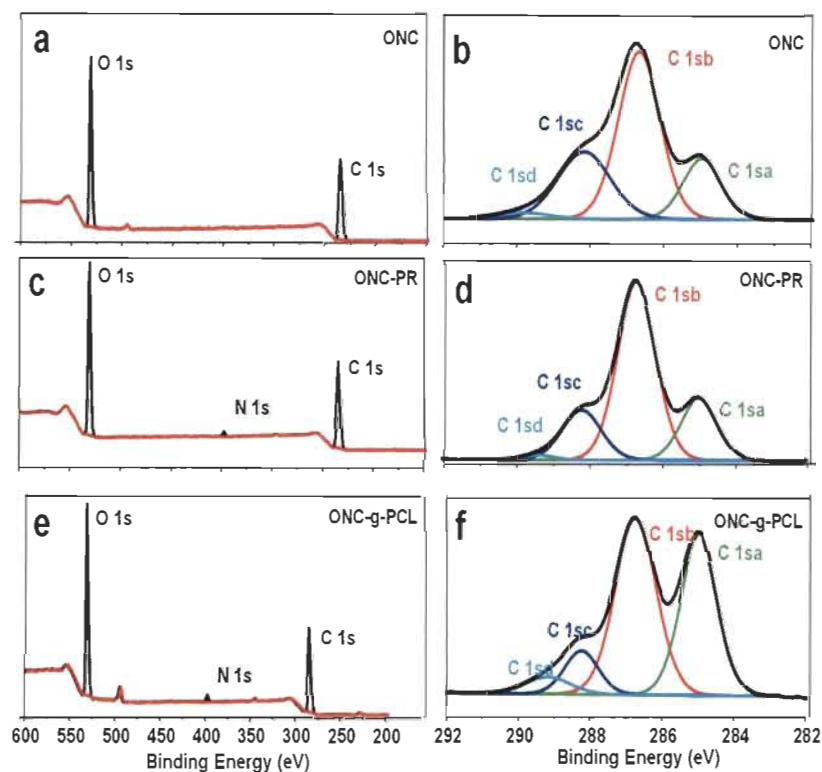 a
ONC
O 1s
C 1s
b
ONC
C 1sb
C 1sc
C 1sd
C 1sa
c
ONC-PR
O 1s
C 1s
N 1s
d
ONC-PR
C 1sb
C 1sc
C 1sd
C 1sa
e
ONC-g-PCL
O 1s
C 1s
N 1s
600 550 500 450 400 350 300 250 200
Binding Energy (eV)
f
ONC-g-PCL
C 1sb
C 1sa
C 1sc
C 1sd
292 290 288 286 284 282
Binding Energy (eV)